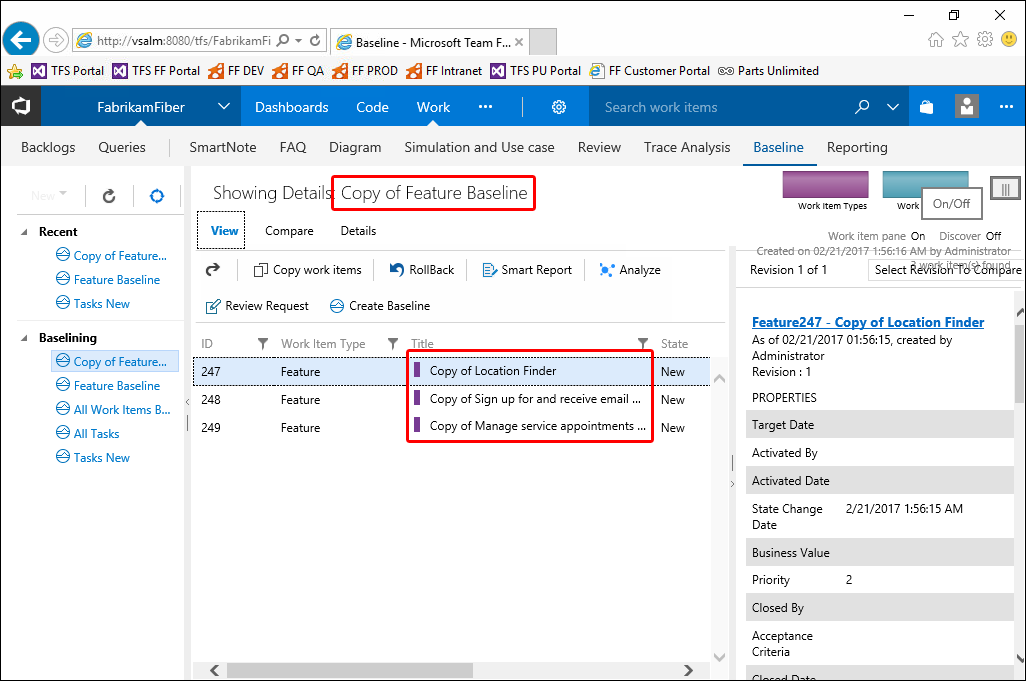 http://vsalm:8080/tfs/FabrikamFi
Baseline - Microsoft Team F...
TFS Portal TFS FF Portal FF DEV FF QA FF PROD FF Intranet TFS PU Portal FF Customer Portal Parts Unlimited
FabrikamFiber Dashboards Code Work ... Search work items ...
Backlogs Queries SmartNote FAQ Diagram Simulation and Use case Review Trace Analysis Baseline Reporting
New
Recent
Copy of Feature...
Feature Baseline
Tasks New
Baselining
Copy of Feature...
Feature Baseline
All Work Items B...
All Tasks
Tasks New
Showing Details: Copy of Feature Baseline
Work Item Types
Work
On/Off
View Compare Details
Work item pane On Discover Off
Created on 02/21/2017 1:56:16 AM by Administrator
3 work item(s) found
Copy work items RollBack Smart Report Analyze
Review Request Create Baseline
ID Work Item Type Title State
247 Feature Copy of Location Finder New
248 Feature Copy of Sign up for and receive email ... New
249 Feature Copy of Manage service appointments ... New
Revision 1 of 1 Select Revision To Compare
Feature247 - Copy of Location Finder
As of 02/21/2017 01:56:15, created by
Administrator
Revision : 1
PROPERTIES
Target Date
Activated By
Activated Date
State Change 2/21/2017 1:56:15 AM
Date
Business Value
Priority 2
Closed By
Acceptance
Criteria
Closed Date